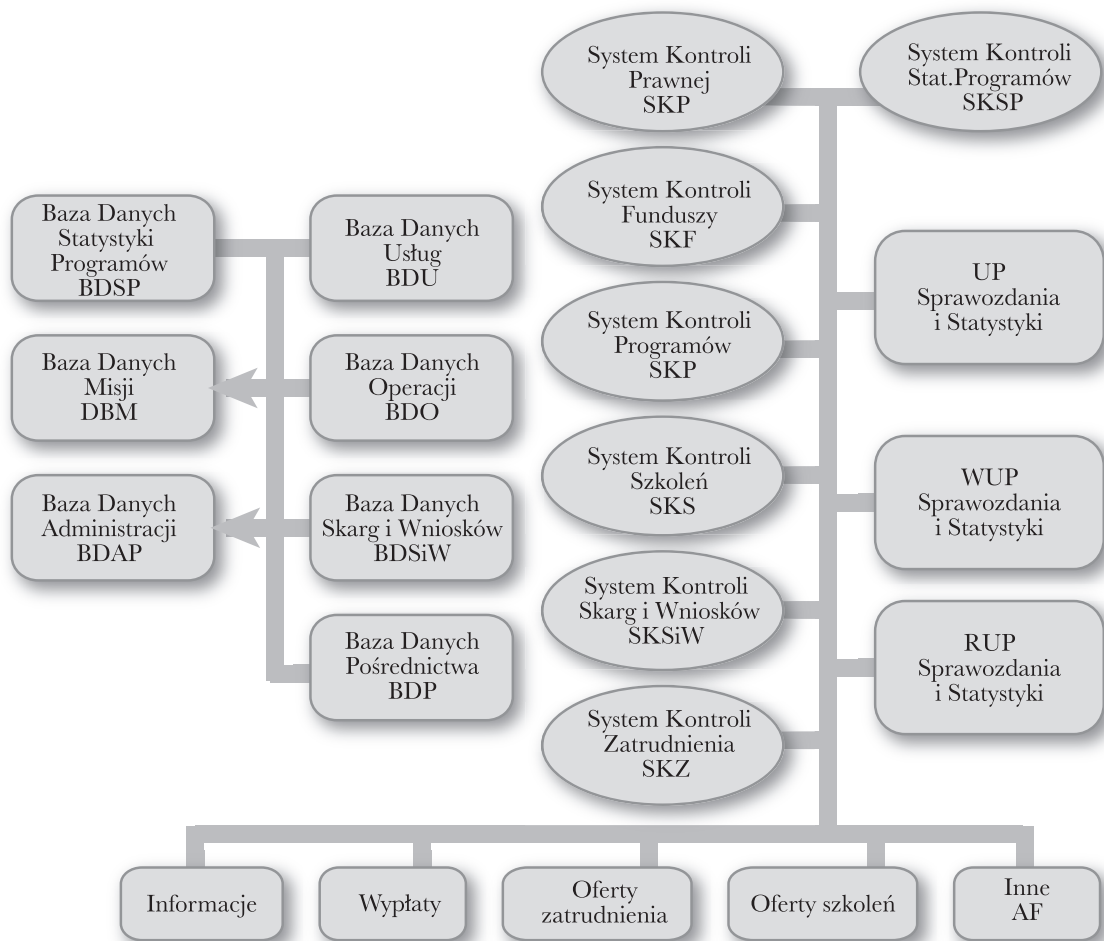 System Kontroli
Prawnej
SKP
System Kontroli
Stat.Programów
SKSP
System Kontroli
Funduszy
SKF
Baza Danych
Statystyki
Programów
BDSP
Baza Danych
Usług
BDU
UP
Sprawozdania
i Statystyki
System Kontroli
Programów
SKP
Baza Danych
Misji
DBM
Baza Danych
Operacji
BDO
System Kontroli
Szkoleń
SKS
WUP
Sprawozdania
i Statystyki
Baza Danych
Administracji
BDAP
Baza Danych
Skarg i Wniosków
BDSiW
System Kontroli
Skarg i Wniosków
SKSiW
RUP
Sprawozdania
i Statystyki
Baza Danych
Pośrednictwa
BDP
System Kontroli
Zatrudnienia
SKZ
Informacje
Wypłaty
Oferty
zatrudnienia
Oferty szkoleń
Inne
AF